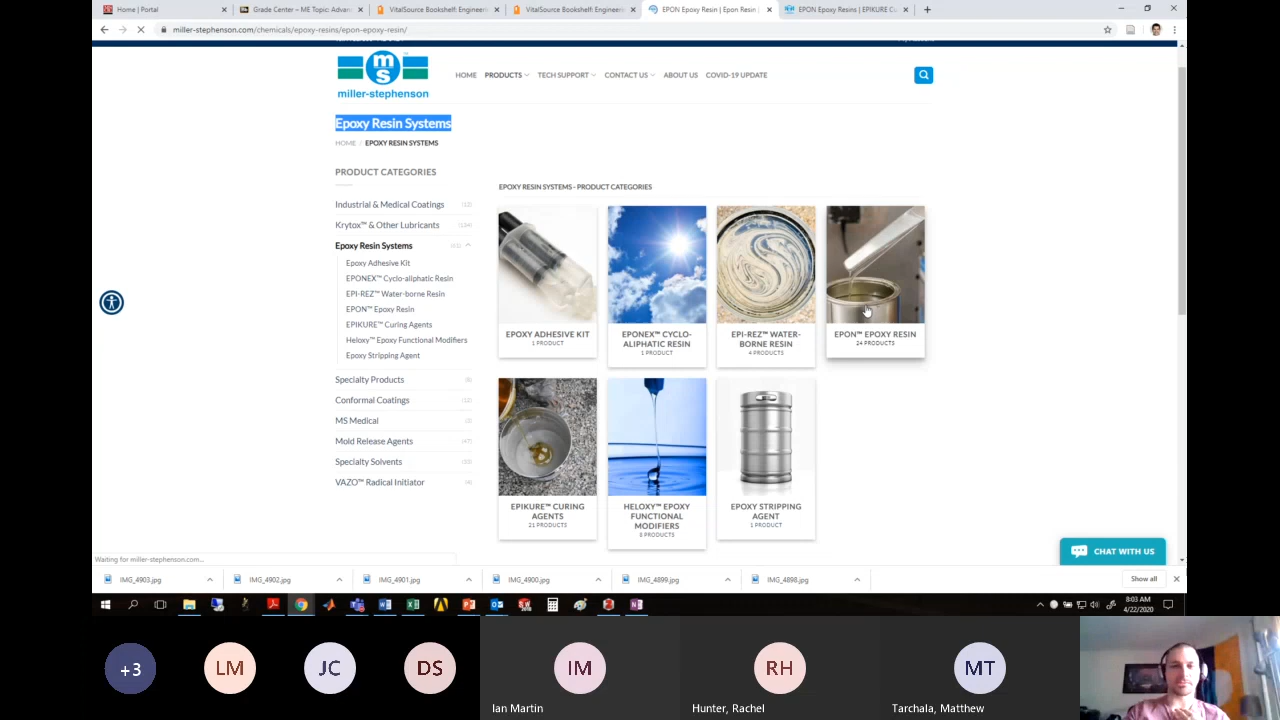 Home | Portal
Grade Center – ME Topic: Advan
VitalSource Bookshelf: Engineeri
VitalSource Bookshelf: Engineeri
EPON Epoxy Resin | Epon Resin |
EPON Epoxy Resins | EPIKURE Cu
miller-stephenson.com/chemicals/epoxy-resins/epon-epoxy-resin/
ms
miller-stephenson
HOME PRODUCTS TECH SUPPORT CONTACT US ABOUT US COVID-19 UPDATE
Epoxy Resin Systems
HOME / EPOXY RESIN SYSTEMS
PRODUCT CATEGORIES
EPOXY RESIN SYSTEMS - PRODUCT CATEGORIES
Industrial & Medical Coatings (12)
Krytox™ & Other Lubricants (134)
Epoxy Resin Systems
Epoxy Adhesive Kit
EPONEX™ Cyclo-aliphatic Resin
EPI-REZ™ Water-borne Resin
EPON™ Epoxy Resin
EPIKURE™ Curing Agents
Heloxy™ Epoxy Functional Modifiers
Epoxy Stripping Agent
Specialty Products
Conformal Coatings (12)
MS Medical
Mold Release Agents (47)
Specialty Solvents
VAZO™ Radical Initiator (4)
EPOXY ADHESIVE KIT
1 PRODUCT
EPONEX™ CYCLO-
ALIPHATIC RESIN
1 PRODUCT
EPI-REZ™ WATER-
BORNE RESIN
4 PRODUCTS
EPON™ EPOXY RESIN
24 PRODUCTS
EPIKURE™ CURING
AGENTS
21 PRODUCTS
HELOXY™ EPOXY
FUNCTIONAL
MODIFIERS
8 PRODUCTS
EPOXY STRIPPING
AGENT
1 PRODUCT
CHAT WITH US
Waiting for miller-stephenson.com...
IMG_4903.jpg
IMG_4902.jpg
IMG_4901.jpg
IMG_4900.jpg
IMG_4899.jpg
IMG_4898.jpg
Show all
8:03 AM
4/22/2020
+3
LM
JC
DS
IM
RH
MT
Ian Martin
Hunter, Rachel
Tarchala, Matthew